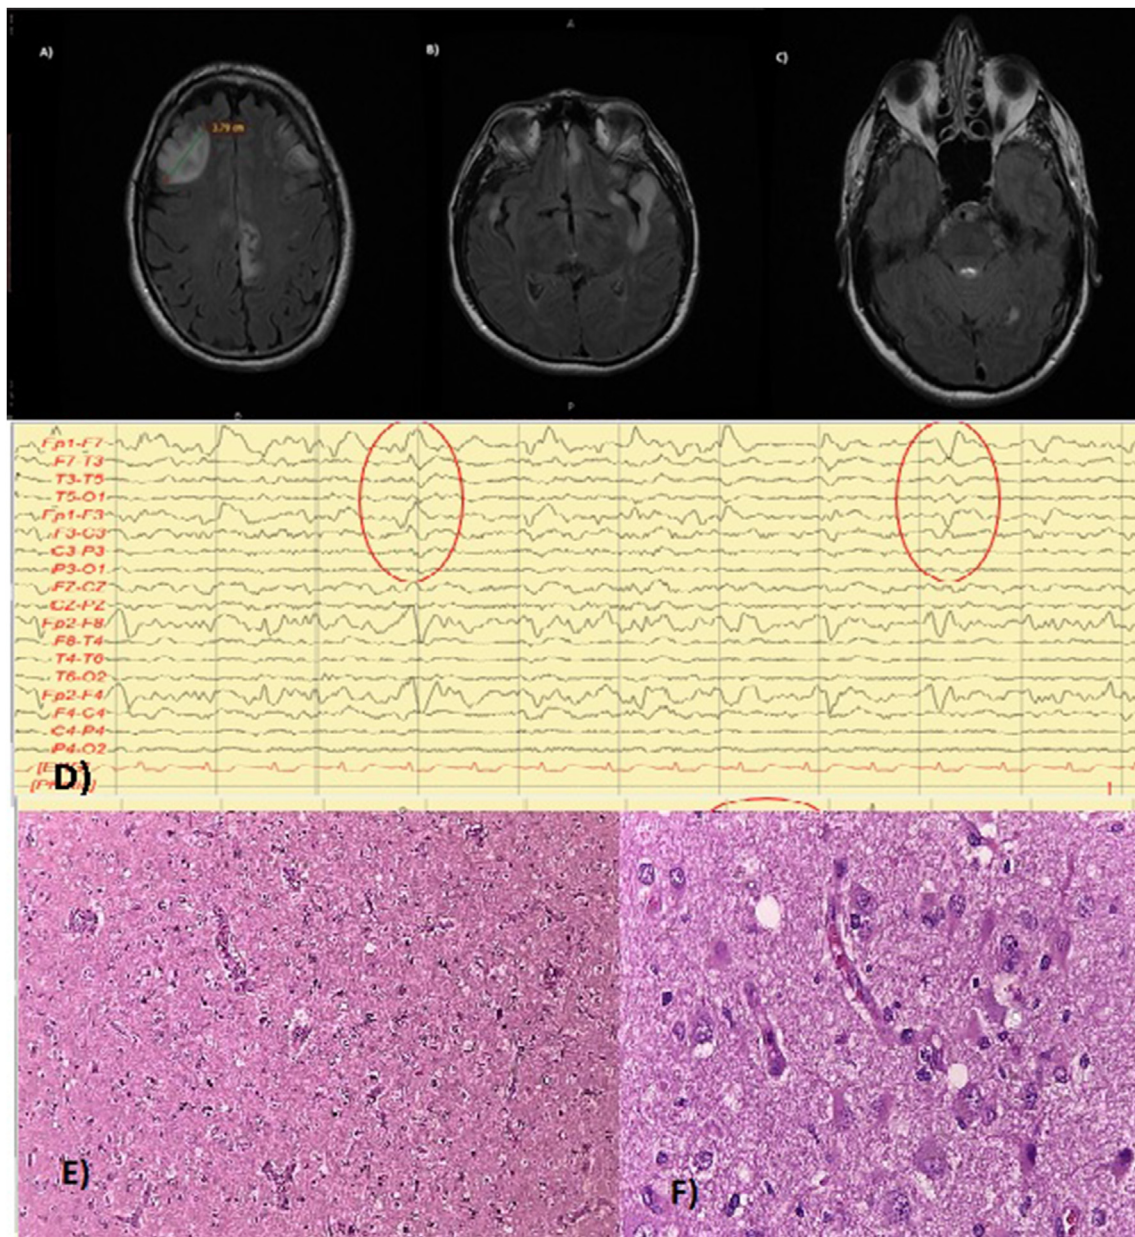 A
A)
B)
C)
3.79 cm
P
Fp1-F7
F7-T3
T3-T5
T5-O1
Fp1-F3
F3-C3
C3-P3
P3-O1
FZ-CZ
CZ-PZ
Fp2-F8
F8-T4
T4-T6
T6-O2
Fp2-F4
F4-C4
C4-P4
P4-O2
D)
E)
F)